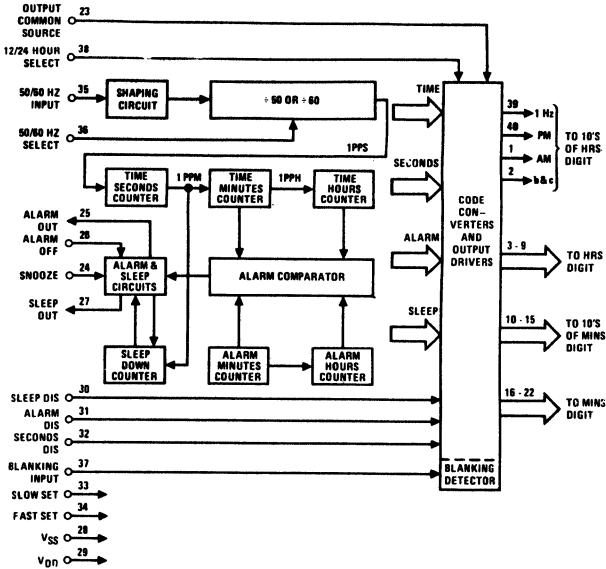 OUTPUT
COMMON
SOURCE
23
12/24 HOUR
SELECT
38
50/60 HZ
INPUT
35
SHAPING
CIRCUIT
÷ 50 OR ÷ 60
50/60 HZ
SELECT
36
1PPS
TIME
SECONDS
COUNTER
1 PPM
TIME
MINUTES
COUNTER
1PPH
TIME
HOURS
COUNTER
ALARM
OUT
25
ALARM
OFF
26
SNOOZE
24
SLEEP
OUT
27
ALARM &
SLEEP
CIRCUITS
ALARM COMPARATOR
SLEEP
DOWN
COUNTER
ALARM
MINUTES
COUNTER
ALARM
HOURS
COUNTER
SLEEP DIS
30
ALARM
DIS
31
SECONDS
DIS
32
BLANKING
INPUT
37
SLOW SET
33
FAST SET
34
VSS
28
VDD
29
TIME
SECONDS
ALARM
SLEEP
CODE
CON-
VERTERS
AND
OUTPUT
DRIVERS
BLANKING
DETECTOR
39
1 Hz
40
PM
1
AM
2
b & c
TO 10'S
OF HRS
DIGIT
3 - 9
TO HRS
DIGIT
10 - 15
TO 10'S
OF MINS
DIGIT
16 - 22
TO MINS
DIGIT